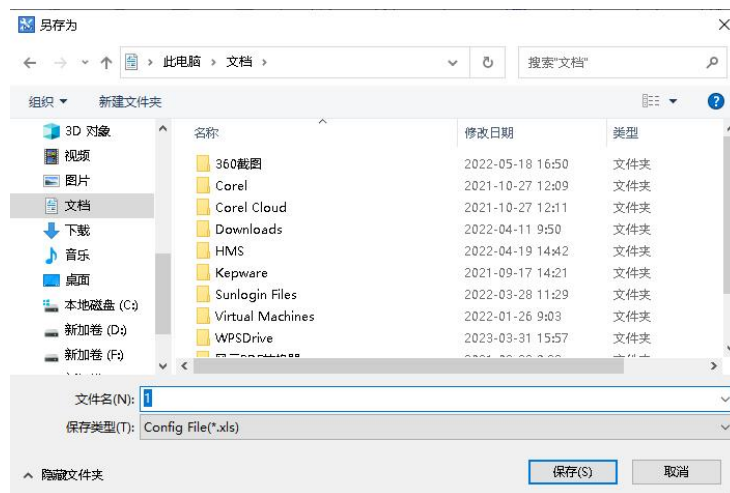 另存为
此电脑 › 文档 ›
搜索"文档"
组织 新建文件夹
名称 修改日期 类型
3D 对象
视频
图片
文档
下载
音乐
桌面
本地磁盘 (C:)
新加卷 (D:)
新加卷 (F:)
360截图 2022-05-18 16:50 文件夹
Corel 2021-10-27 12:09 文件夹
Corel Cloud 2021-10-27 12:11 文件夹
Downloads 2022-04-11 9:50 文件夹
HMS 2022-04-19 14:42 文件夹
Kepware 2021-09-17 14:21 文件夹
Sunlogin Files 2022-03-28 11:29 文件夹
Virtual Machines 2022-01-26 9:03 文件夹
WPSDrive 2023-03-31 15:57 文件夹
文件名(N): 1
保存类型(T): Config File(*.xls)
隐藏文件夹 保存(S) 取消